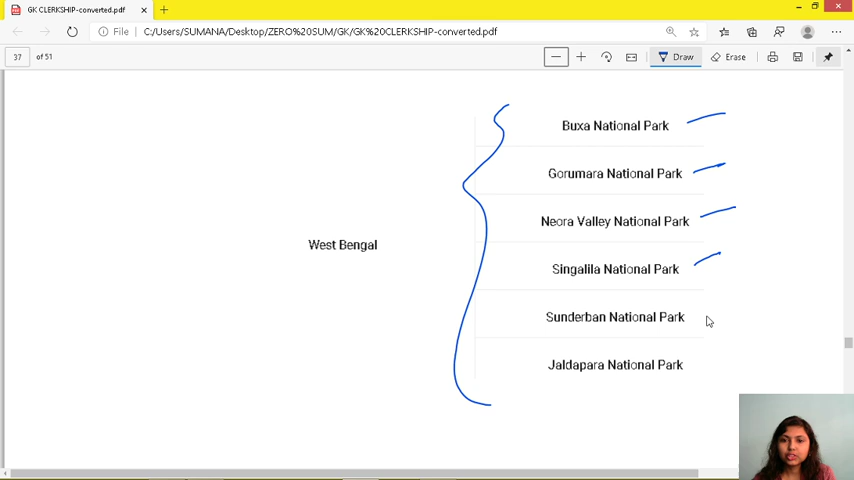 GK CLERKSHIP-converted.pdf
File
C:/Users/SUMANA/Desktop/ZERO%20SUM/GK/GK%20CLERKSHIP-converted.pdf
37 of 51
Draw
Erase
Buxa National Park
Gorumara National Park
Neora Valley National Park
West Bengal
Singalila National Park
Sunderban National Park
Jaldapara National Park